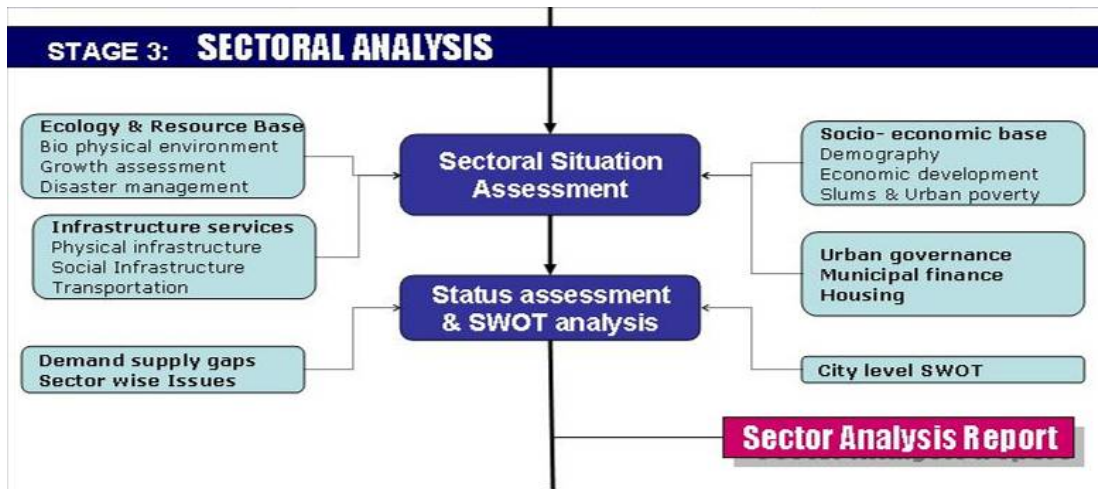 STAGE 3: SECTORAL ANALYSIS
Ecology & Resource Base
Bio physical environment
Growth assessment
Disaster management
Infrastructure services
Physical infrastructure
Social Infrastructure
Transportation
Demand supply gaps
Sector wise Issues
Sectoral Situation
Assessment
Status assessment
& SWOT analysis
Socio- economic base
Demography
Economic development
Slums & Urban poverty
Urban governance
Municipal finance
Housing
City level SWOT
Sector Analysis Report